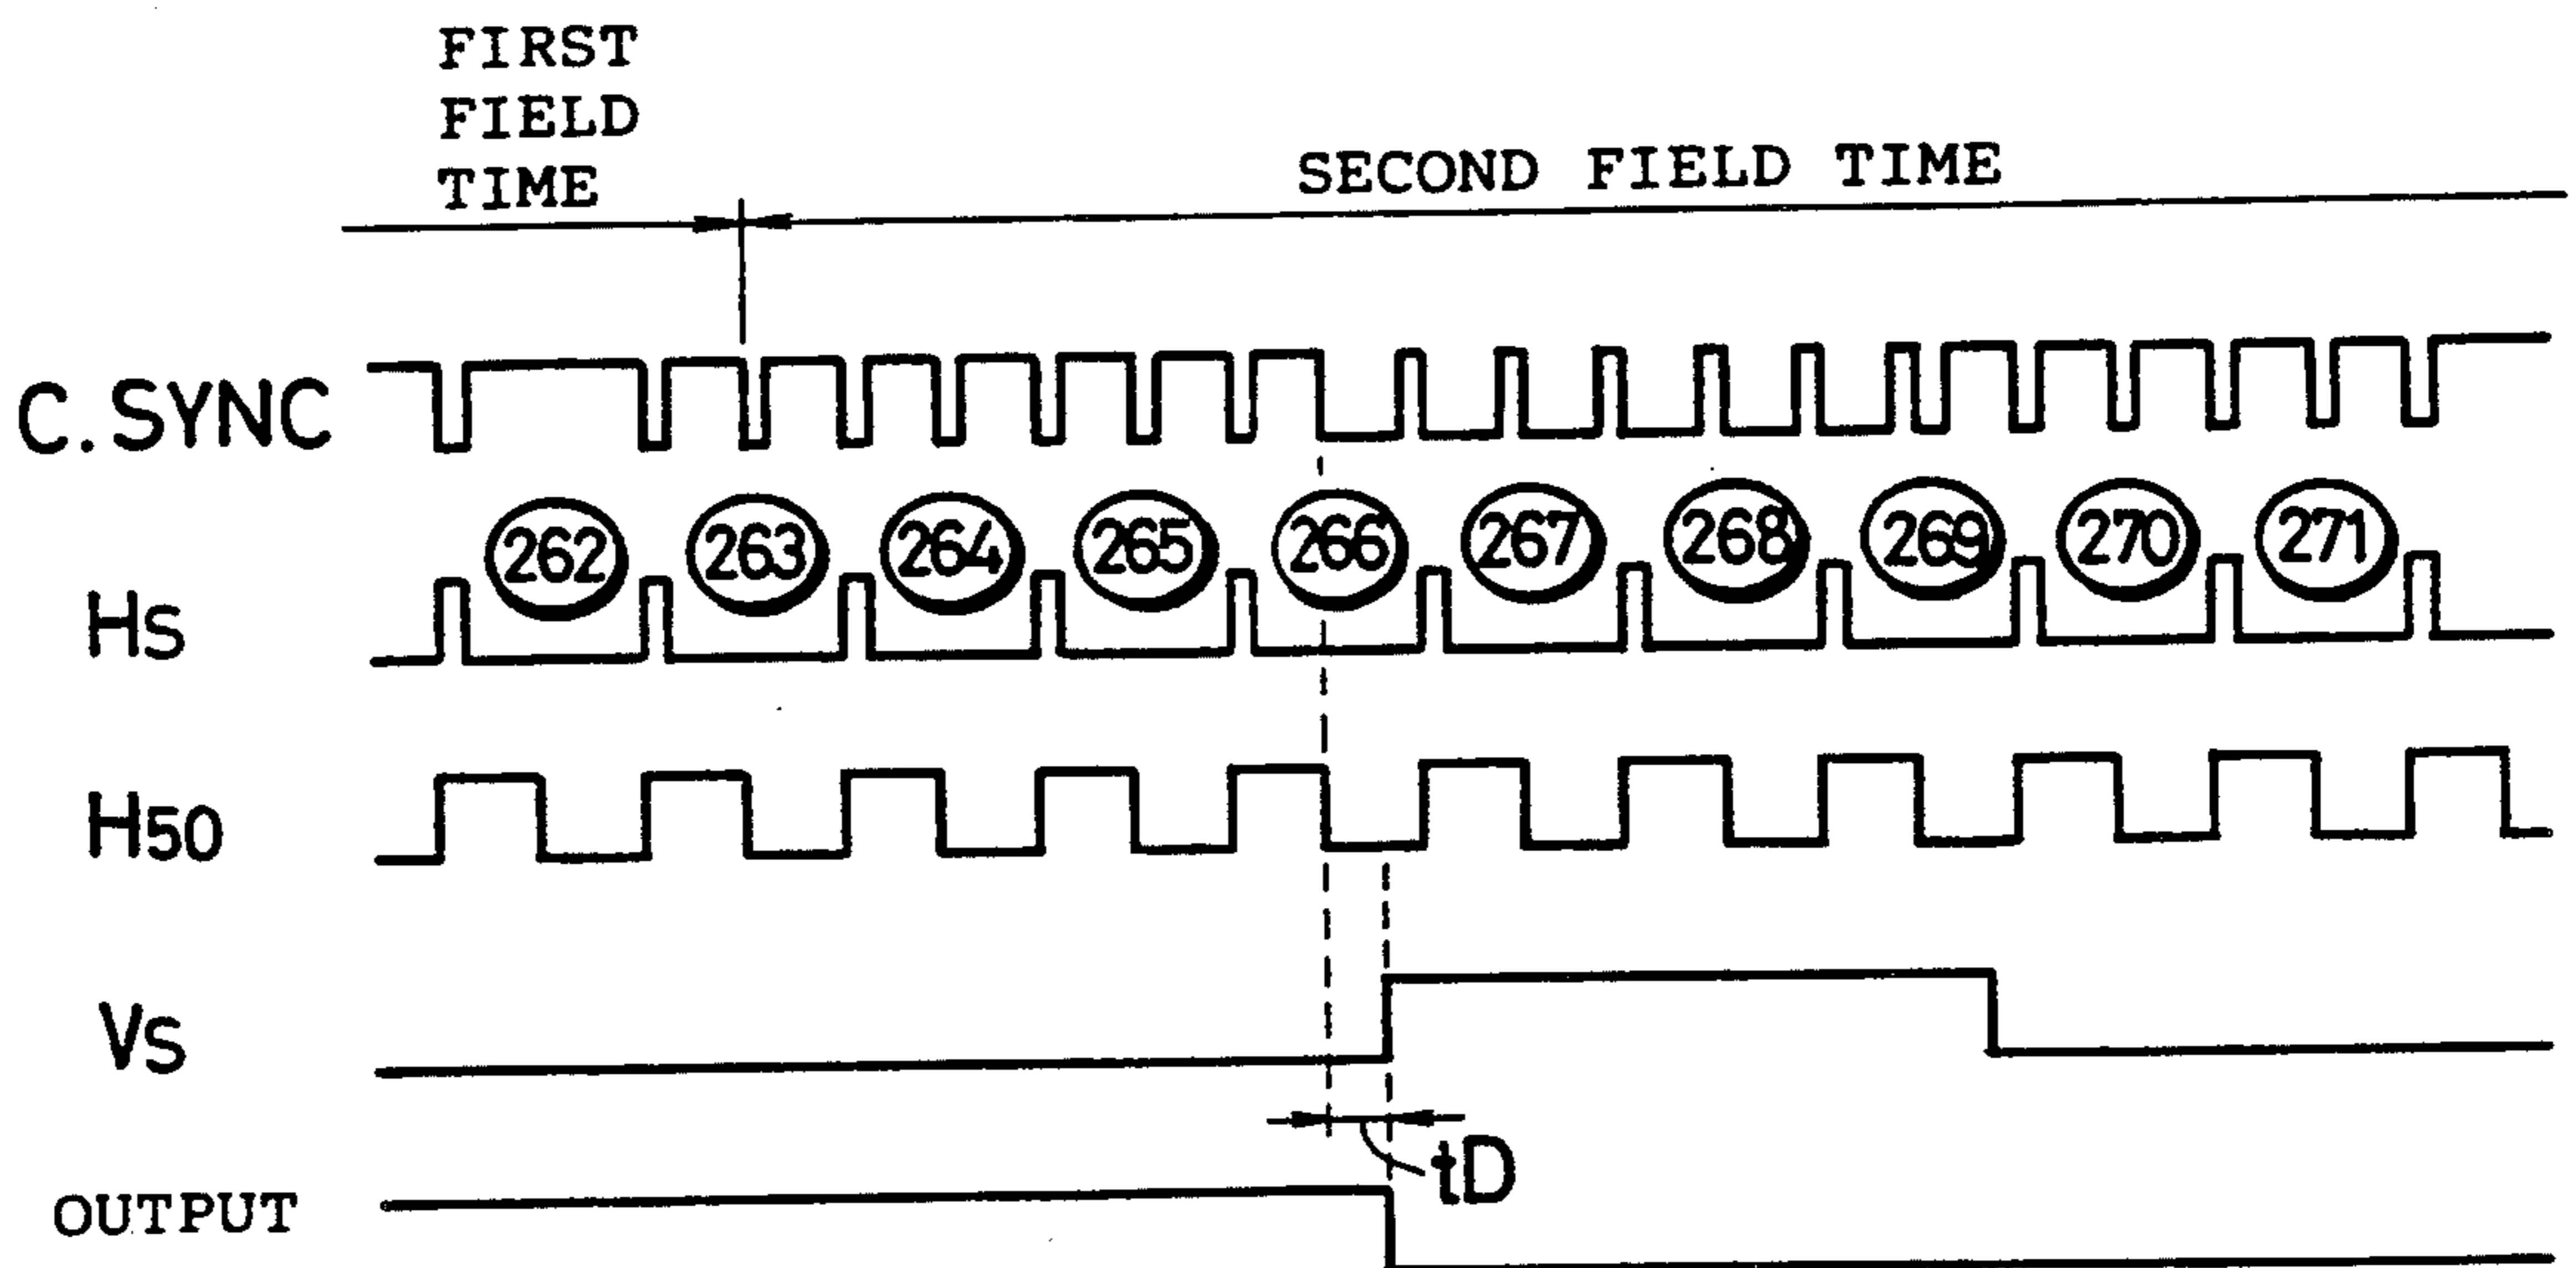 FIRST
FIELD
TIME
SECOND FIELD TIME
C.SYNC
262 263 264 265 266 267 268 269 270 271
HS
H50
VS
tD
OUTPUT